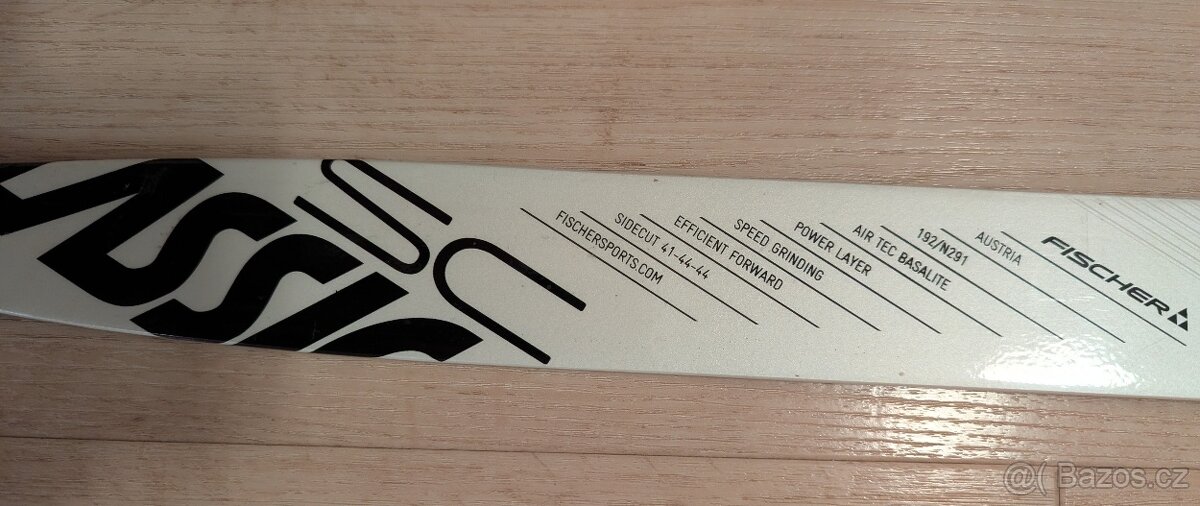 ASSIC
SC
FISCHERSPORTS.COM
SIDECUT 41-44-44
EFFICIENT FORWARD
SPEED GRINDING
POWER LAYER
AIR TEC BASALITE
192/N291
AUSTRIA
FISCHER
@( Bazos.cz